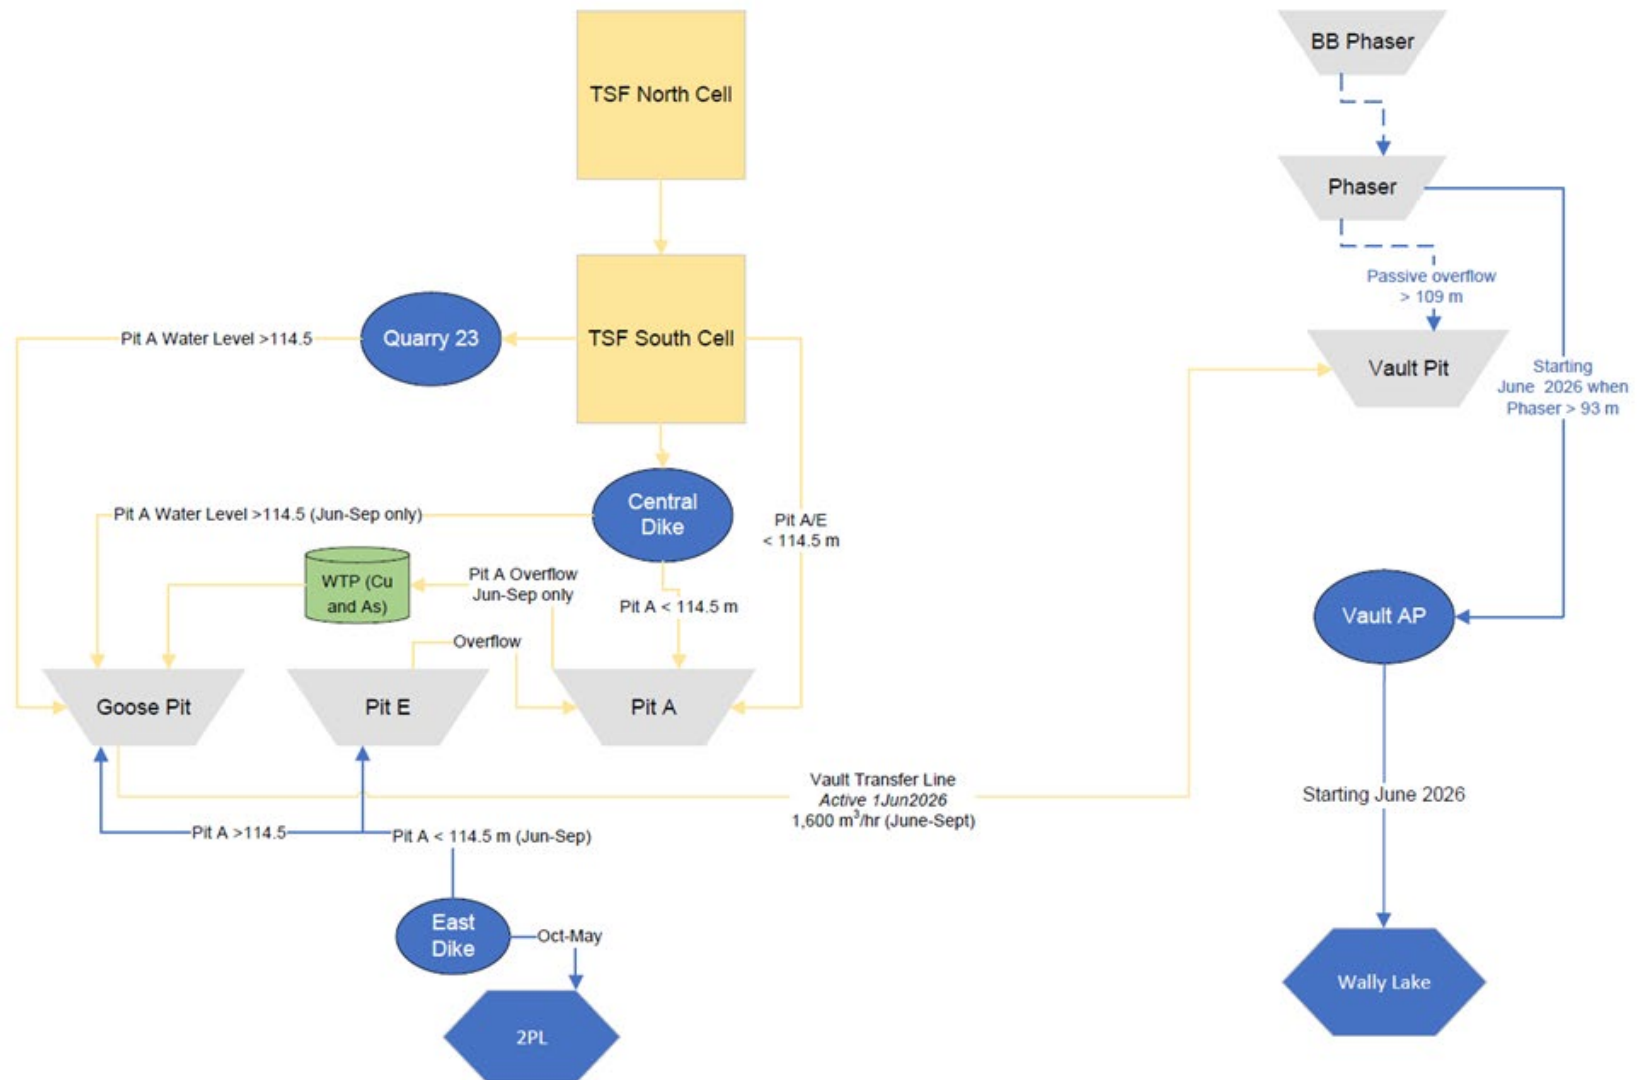 TSF North Cell
BB Phaser
Phaser
Passive overflow
> 109 m
Vault Pit
Starting
June  2026 when
Phaser > 93 m
Pit A Water Level >114.5
Quarry 23
TSF South Cell
Pit A Water Level >114.5 (Jun-Sep only)
Central
Dike
Pit A/E
< 114.5 m
WTP (Cu
and As)
Pit A Overflow
Jun-Sep only
Pit A < 114.5 m
Overflow
Goose Pit
Pit E
Pit A
Vault AP
Vault Transfer Line
Active 1Jun2026
1,600 m³/hr (June-Sept)
Starting June 2026
Pit A >114.5
Pit A < 114.5 m (Jun-Sep)
East
Dike
Oct-May
2PL
Wally Lake